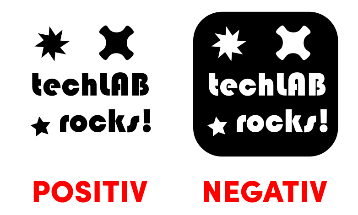 techLAB
rocks!
techLAB
rocks!
POSITIV
NEGATIV